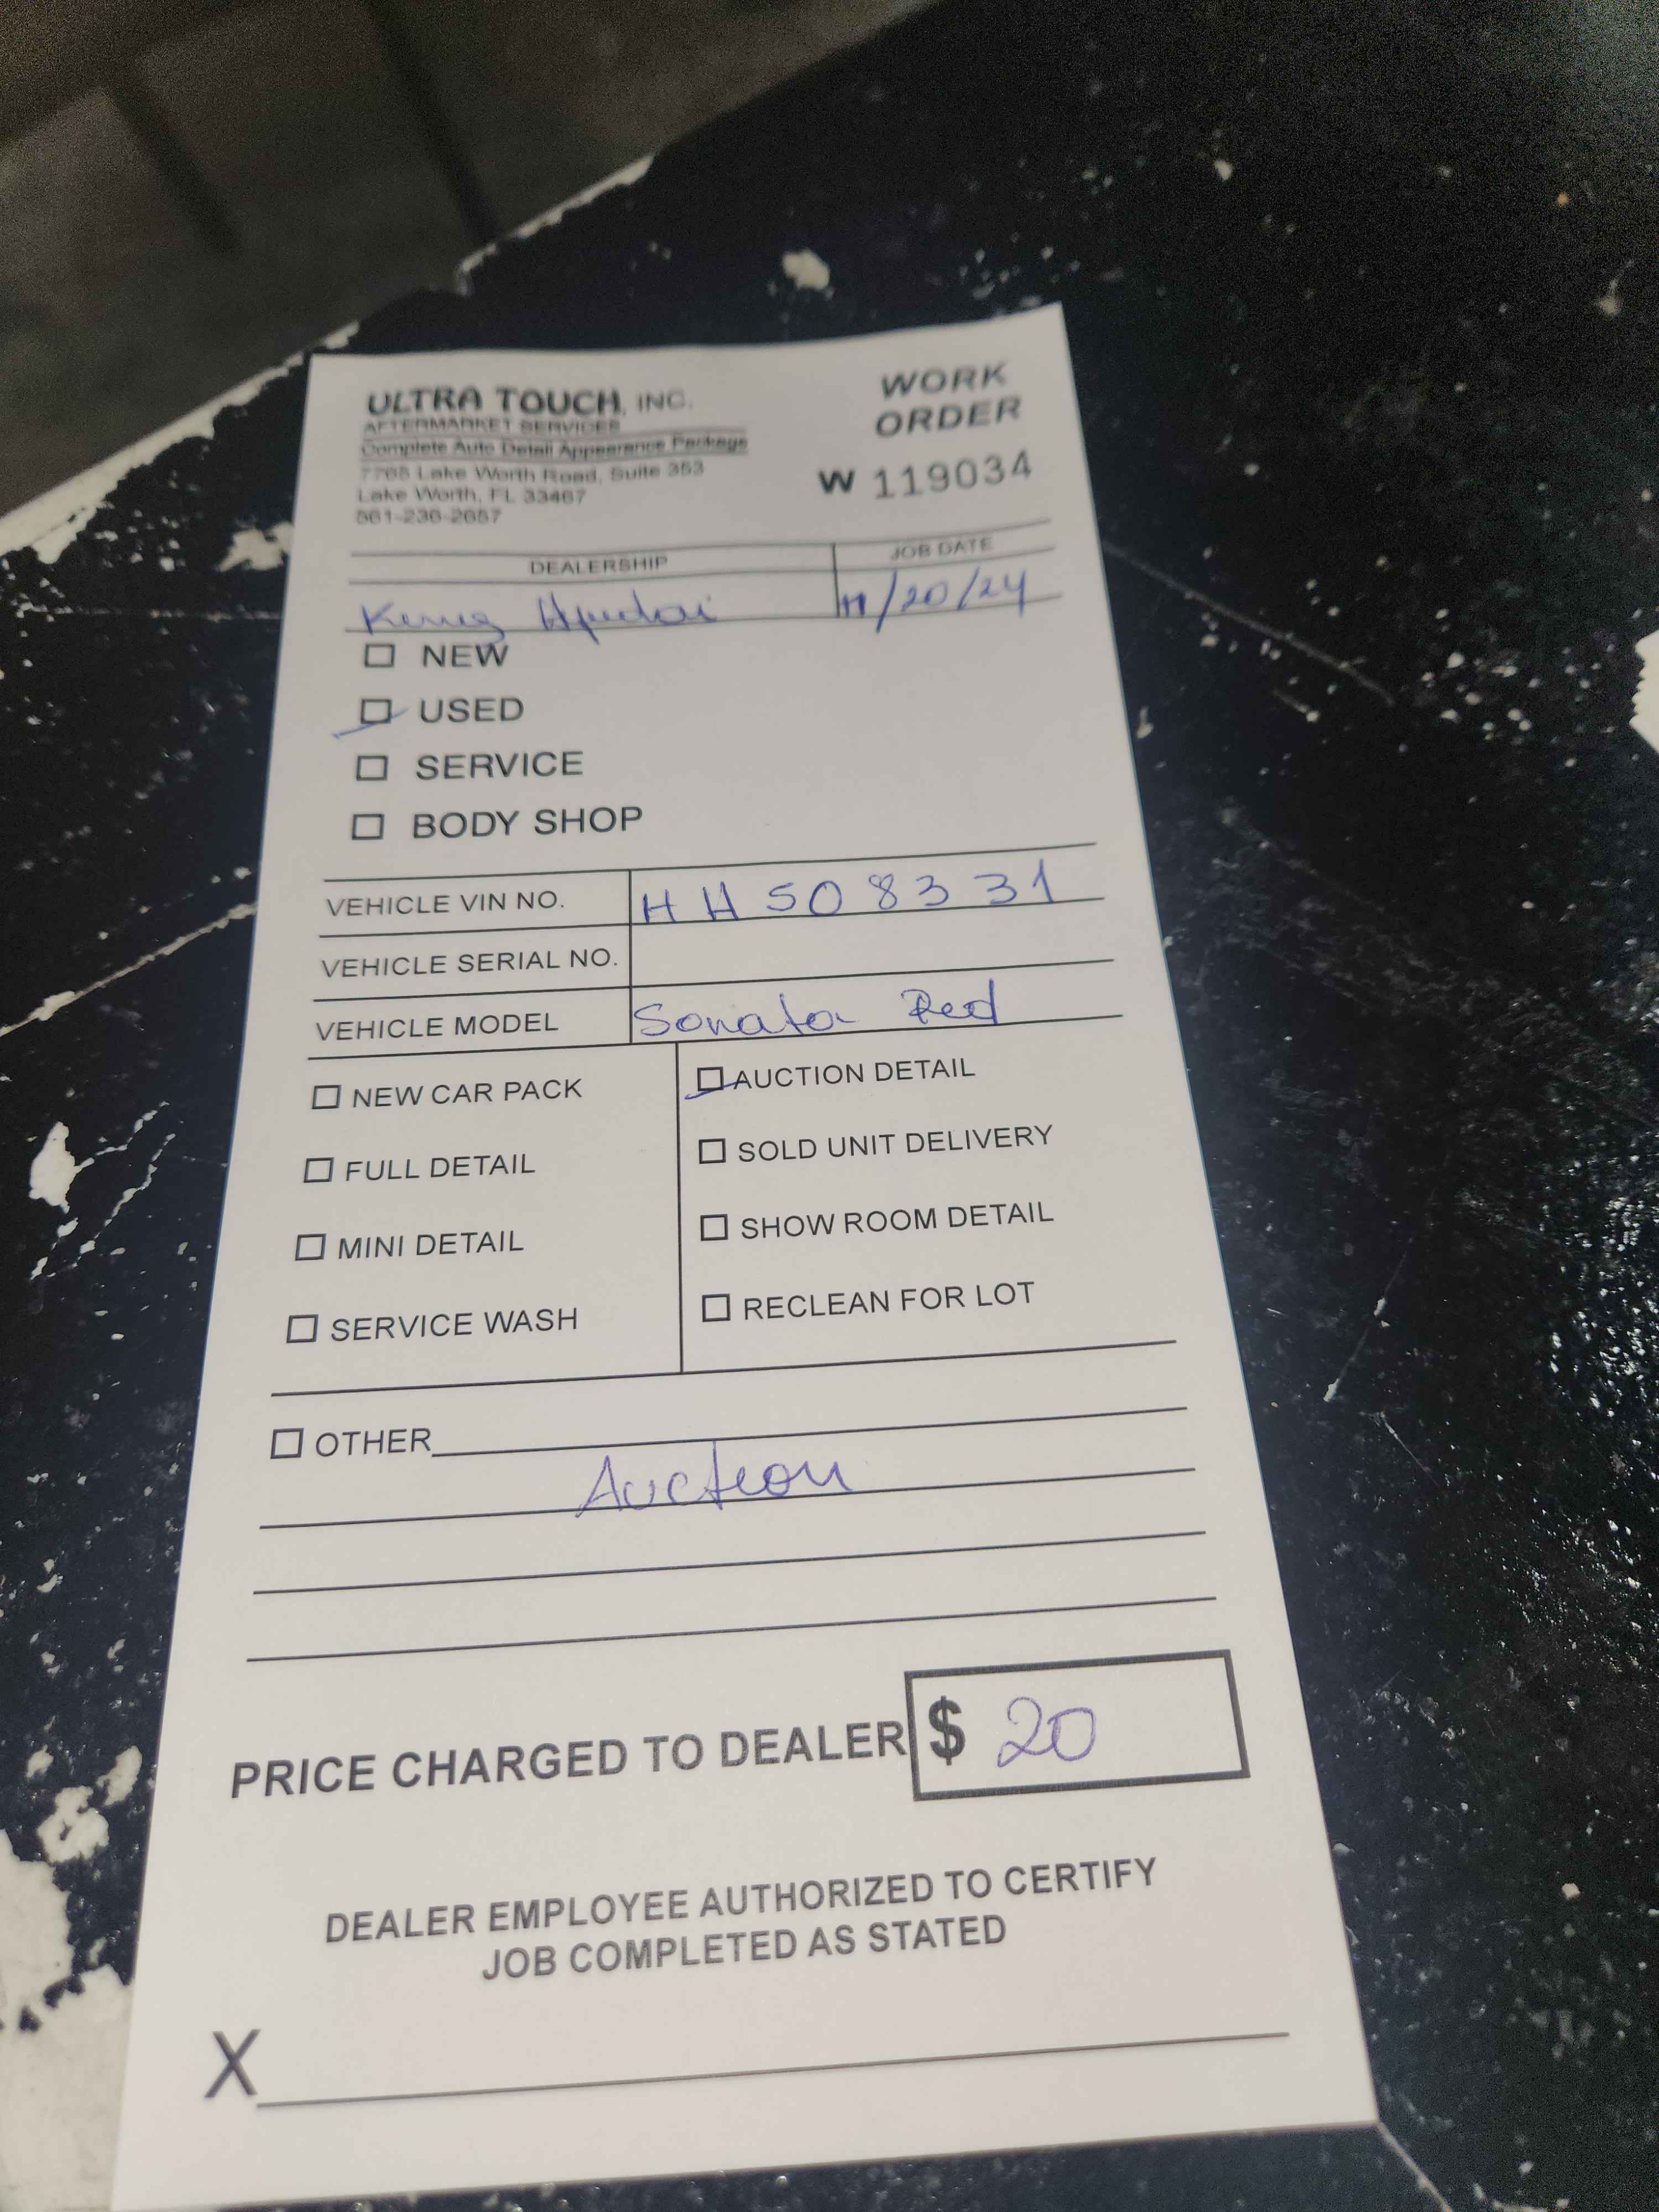 ULTRA TOUCH, INC.
AFTERMARKET SERVICES
Complete Auto Detail Appearance Package
7765 Lake Worth Road, Suite 353
Lake Worth, FL 33467
561-236-2657
WORK
ORDER
W 119034
DEALERSHIP
JOB DATE
11/20/24
☐ NEW
☑ USED
☐ SERVICE
☐ BODY SHOP
VEHICLE VIN NO. HH508331
VEHICLE SERIAL NO.
VEHICLE MODEL Sonata Red
☐ NEW CAR PACK
☐ FULL DETAIL
☐ MINI DETAIL
☐ SERVICE WASH
☑ AUCTION DETAIL
☐ SOLD UNIT DELIVERY
☐ SHOW ROOM DETAIL
☐ RECLEAN FOR LOT
☐ OTHER
Auction
PRICE CHARGED TO DEALER $ 20
DEALER EMPLOYEE AUTHORIZED TO CERTIFY
JOB COMPLETED AS STATED
X